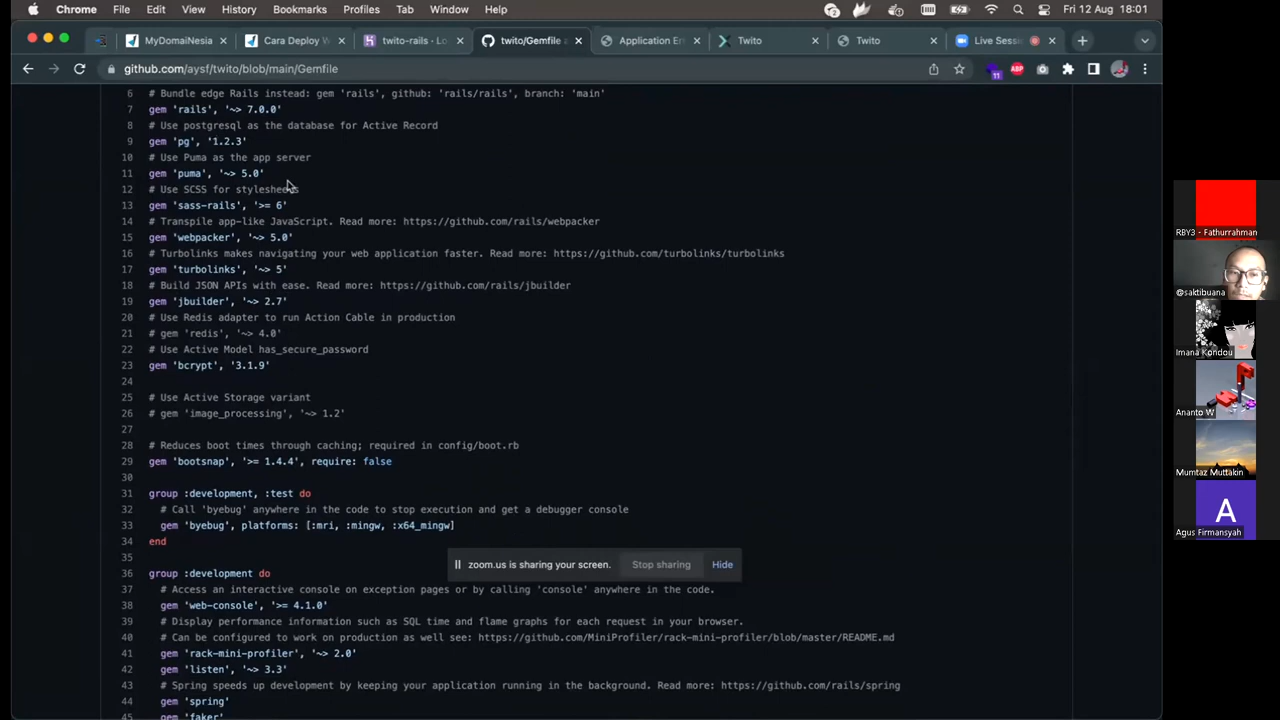 Chrome File Edit View History Bookmarks Profiles Tab Window Help 2 Fri 12 Aug 18:01
MyDomaiNesia Cara Deploy W twito-rails · Lo twito/Gemfile a Application Err Twito Twito Live Sessi
github.com/aysf/twito/blob/main/Gemfile 11 ABP
6 # Bundle edge Rails instead: gem 'rails', github: 'rails/rails', branch: 'main'
7 gem 'rails', '~> 7.0.0'
8 # Use postgresql as the database for Active Record
9 gem 'pg', '1.2.3'
10 # Use Puma as the app server
11 gem 'puma', '~> 5.0'
12 # Use SCSS for stylesheets
13 gem 'sass-rails', '>= 6'
14 # Transpile app-like JavaScript. Read more: https://github.com/rails/webpacker
15 gem 'webpacker', '~> 5.0'
16 # Turbolinks makes navigating your web application faster. Read more: https://github.com/turbolinks/turbolinks
17 gem 'turbolinks', '~> 5'
18 # Build JSON APIs with ease. Read more: https://github.com/rails/jbuilder
19 gem 'jbuilder', '~> 2.7'
20 # Use Redis adapter to run Action Cable in production
21 # gem 'redis', '~> 4.0'
22 # Use Active Model has_secure_password
23 gem 'bcrypt', '3.1.9'
24
25 # Use Active Storage variant
26 # gem 'image_processing', '~> 1.2'
27
28 # Reduces boot times through caching; required in config/boot.rb
29 gem 'bootsnap', '>= 1.4.4', require: false
30
31 group :development, :test do
32 # Call 'byebug' anywhere in the code to stop execution and get a debugger console
33 gem 'byebug', platforms: [:mri, :mingw, :x64_mingw]
34 end
35
36 group :development do
37 # Access an interactive console on exception pages or by calling 'console' anywhere in the code.
38 gem 'web-console', '>= 4.1.0'
39 # Display performance information such as SQL time and flame graphs for each request in your browser.
40 # Can be configured to work on production as well see: https://github.com/MiniProfiler/rack-mini-profiler/blob/master/README.md
41 gem 'rack-mini-profiler', '~> 2.0'
42 gem 'listen', '~> 3.3'
43 # Spring speeds up development by keeping your application running in the background. Read more: https://github.com/rails/spring
44 gem 'spring'
45 gem 'faker'
zoom.us is sharing your screen. Stop sharing Hide
RBY3 - Fathurrahman
@saktibuana
Imana Kondou
Ananto W
Mumtaz Muttakin
A
Agus Firmansyah